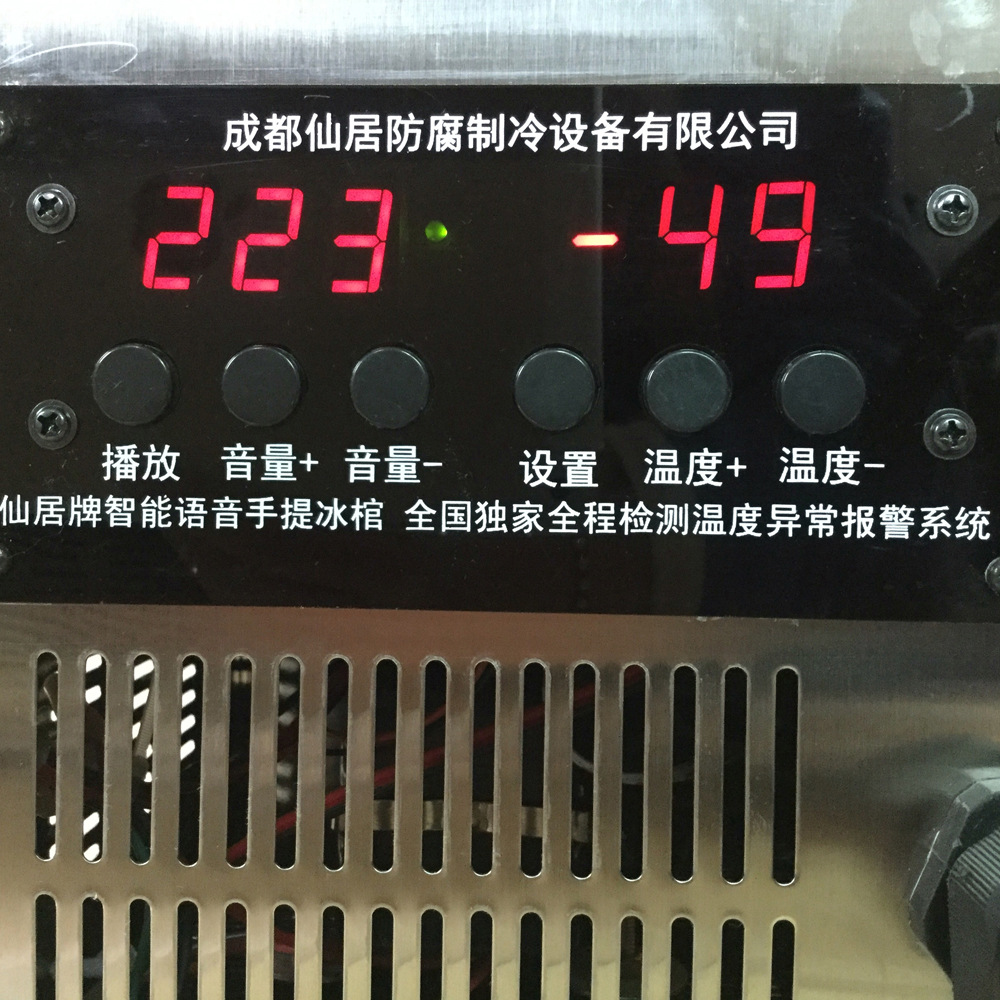 成都仙居防腐制冷设备有限公司
223 -49
播放 音量+ 音量- 设置 温度+ 温度-
仙居牌智能语音手提冰棺 全国独家全程检测温度异常报警系统